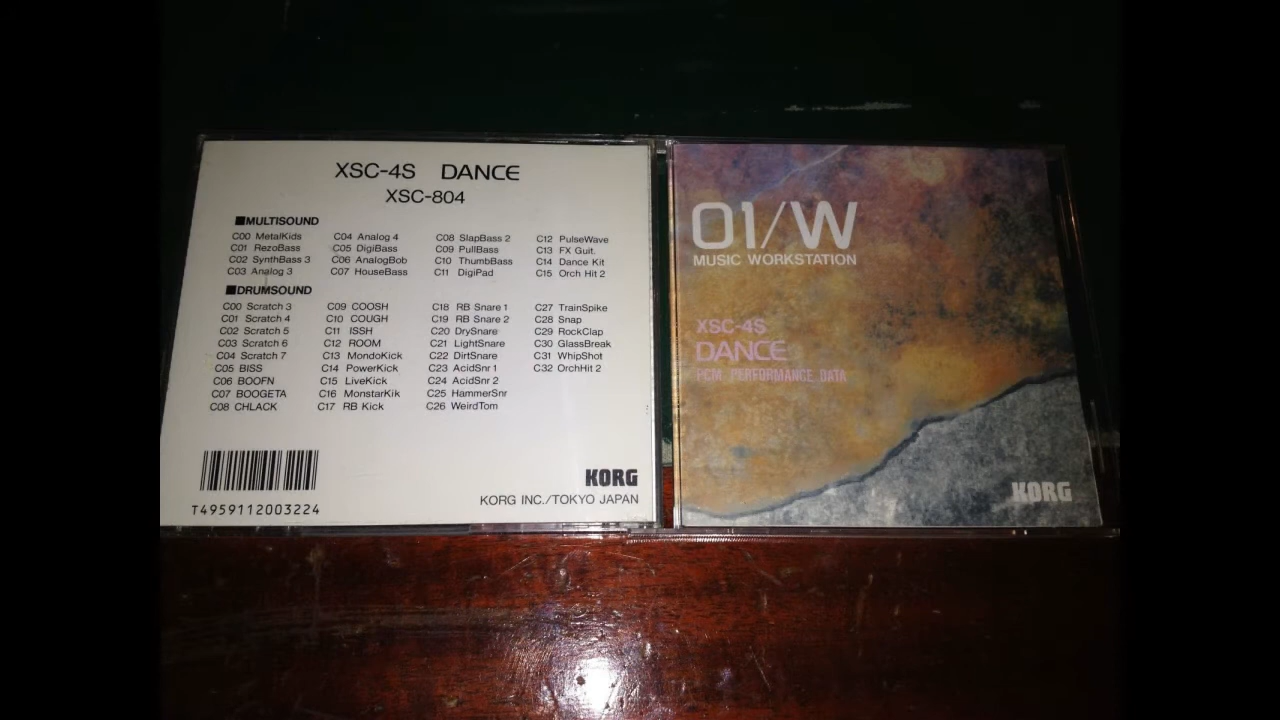 XSC-4S DANCE
XSC-804
■MULTISOUND
C00 MetalKids C04 Analog 4 C08 SlapBass 2 C12 PulseWave
C01 RezoBass C05 DigiBass C09 PullBass C13 FX Guit.
C02 SynthBass 3 C06 AnalogBob C10 ThumbBass C14 Dance Kit
C03 Analog 3 C07 HouseBass C11 DigiPad C15 Orch Hit 2
■DRUMSOUND
C00 Scratch 3 C09 COOSH C18 RB Snare 1 C27 TrainSpike
C01 Scratch 4 C10 COUGH C19 RB Snare 2 C28 Snap
C02 Scratch 5 C11 ISSH C20 DrySnare C29 RockClap
C03 Scratch 6 C12 ROOM C21 LightSnare C30 GlassBreak
C04 Scratch 7 C13 MondoKick C22 DirtSnare C31 WhipShot
C05 BISS C14 PowerKick C23 AcidSnr 1 C32 OrchHit 2
C06 BOOFN C15 LiveKick C24 AcidSnr 2
C07 BOOGETA C16 MonstarKik C25 HammerSnr
C08 CHLACK C17 RB Kick C26 WeirdTom
KORG
KORG INC./TOKYO JAPAN
T4959112003224
01/W
MUSIC WORKSTATION
XSC-4S
DANCE
PCM PERFORMANCE DATA
KORG